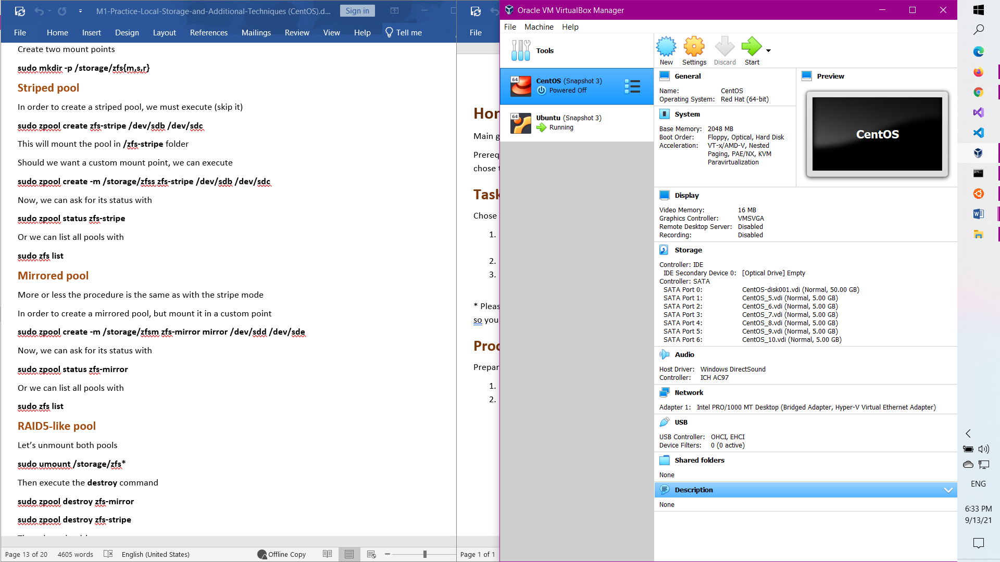 M1-Practice-Local-Storage-and-Additional-Techniques (CentOS).d...
Sign in
File Home Insert Design Layout References Mailings Review View Help Tell me
Create two mount points
sudo mkdir -p /storage/zfs{m,s,r}
Striped pool
In order to create a striped pool, we must execute (skip it)
sudo zpool create zfs-stripe /dev/sdb /dev/sdc
This will mount the pool in /zfs-stripe folder
Should we want a custom mount point, we can execute
sudo zpool create -m /storage/zfss zfs-stripe /dev/sdb /dev/sdc
Now, we can ask for its status with
sudo zpool status zfs-stripe
Or we can list all pools with
sudo zfs list
Mirrored pool
More or less the procedure is the same as with the stripe mode
In order to create a mirrored pool, but mount it in a custom point
sudo zpool create -m /storage/zfsm zfs-mirror mirror /dev/sdd /dev/sde
Now, we can ask for its status with
sudo zpool status zfs-mirror
Or we can list all pools with
sudo zfs list
RAID5-like pool
Let's unmount both pools
sudo umount /storage/zfs*
Then execute the destroy command
sudo zpool destroy zfs-mirror
sudo zpool destroy zfs-stripe
Page 13 of 20 4605 words English (United States) Offline Copy
File
Main g
Prereq
chose t
Task
Chose
1.
2.
3.
* Pleas
so you
Proc
Prepar
1.
2.
Page 1 of 1
Oracle VM VirtualBox Manager
File Machine Help
Tools
New Settings Discard Start
64 CentOS (Snapshot 3)
Powered Off
64 Ubuntu (Snapshot 3)
Running
General
Name: CentOS
Operating System: Red Hat (64-bit)
Preview
CentOS
System
Base Memory: 2048 MB
Boot Order: Floppy, Optical, Hard Disk
Acceleration: VT-x/AMD-V, Nested
Paging, PAE/NX, KVM
Paravirtualization
Display
Video Memory: 16 MB
Graphics Controller: VMSVGA
Remote Desktop Server: Disabled
Recording: Disabled
Storage
Controller: IDE
IDE Secondary Device 0: [Optical Drive] Empty
Controller: SATA
SATA Port 0: CentOS-disk001.vdi (Normal, 50.00 GB)
SATA Port 1: CentOS_5.vdi (Normal, 5.00 GB)
SATA Port 2: CentOS_6.vdi (Normal, 5.00 GB)
SATA Port 3: CentOS_7.vdi (Normal, 5.00 GB)
SATA Port 4: CentOS_8.vdi (Normal, 5.00 GB)
SATA Port 5: CentOS_9.vdi (Normal, 5.00 GB)
SATA Port 6: CentOS_10.vdi (Normal, 5.00 GB)
Audio
Host Driver: Windows DirectSound
Controller: ICH AC97
Network
Adapter 1: Intel PRO/1000 MT Desktop (Bridged Adapter, Hyper-V Virtual Ethernet Adapter)
USB
USB Controller: OHCI, EHCI
Device Filters: 0 (0 active)
Shared folders
None
Description
None
ENG
6:33 PM
9/13/21